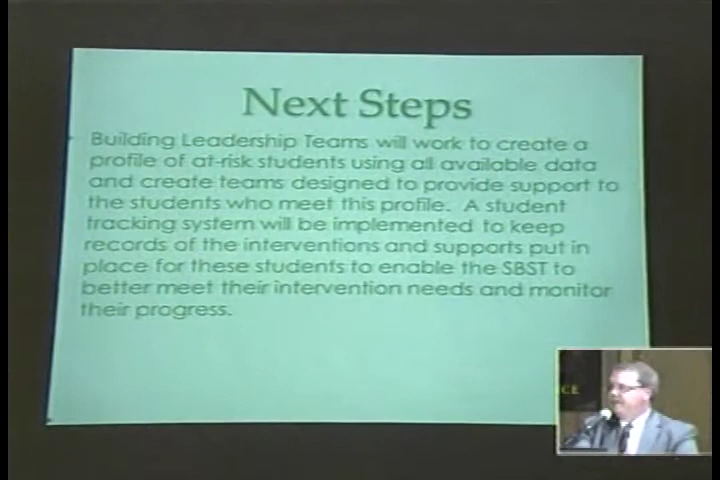 Next Steps
Building Leadership Teams will work to create a
profile of at-risk students using all available data
and create teams designed to provide support to
the students who meet this profile. A student
tracking system will be implemented to keep
records of the interventions and supports put in
place for these students to enable the SBST to
better meet their intervention needs and monitor
their progress.
CE